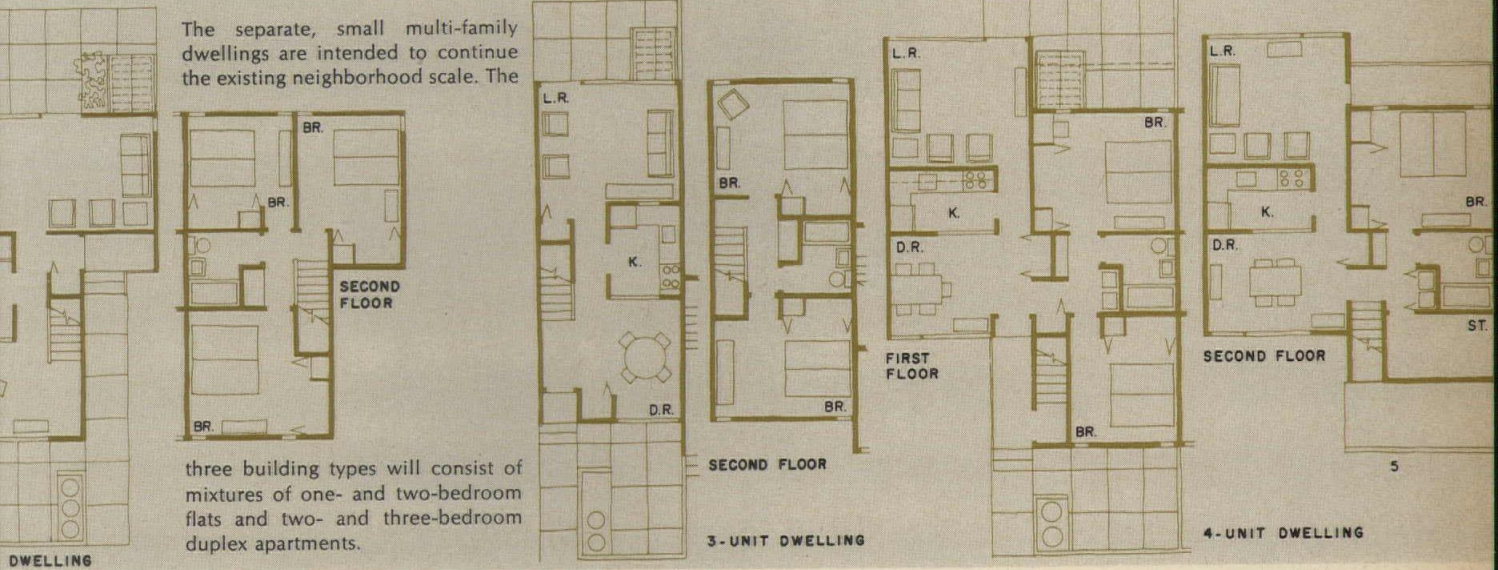 The separate, small multi-family
dwellings are intended to continue
the existing neighborhood scale. The
BR.
BR.
SECOND
FLOOR
BR.
three building types will consist of
mixtures of one- and two-bedroom
flats and two- and three-bedroom
duplex apartments.
DWELLING
L.R.
K.
D.R.
BR.
BR.
SECOND FLOOR
3-UNIT DWELLING
L.R.
K.
D.R.
BR.
FIRST
FLOOR
BR.
L.R.
K.
D.R.
BR.
ST.
SECOND FLOOR
5
4-UNIT DWELLING